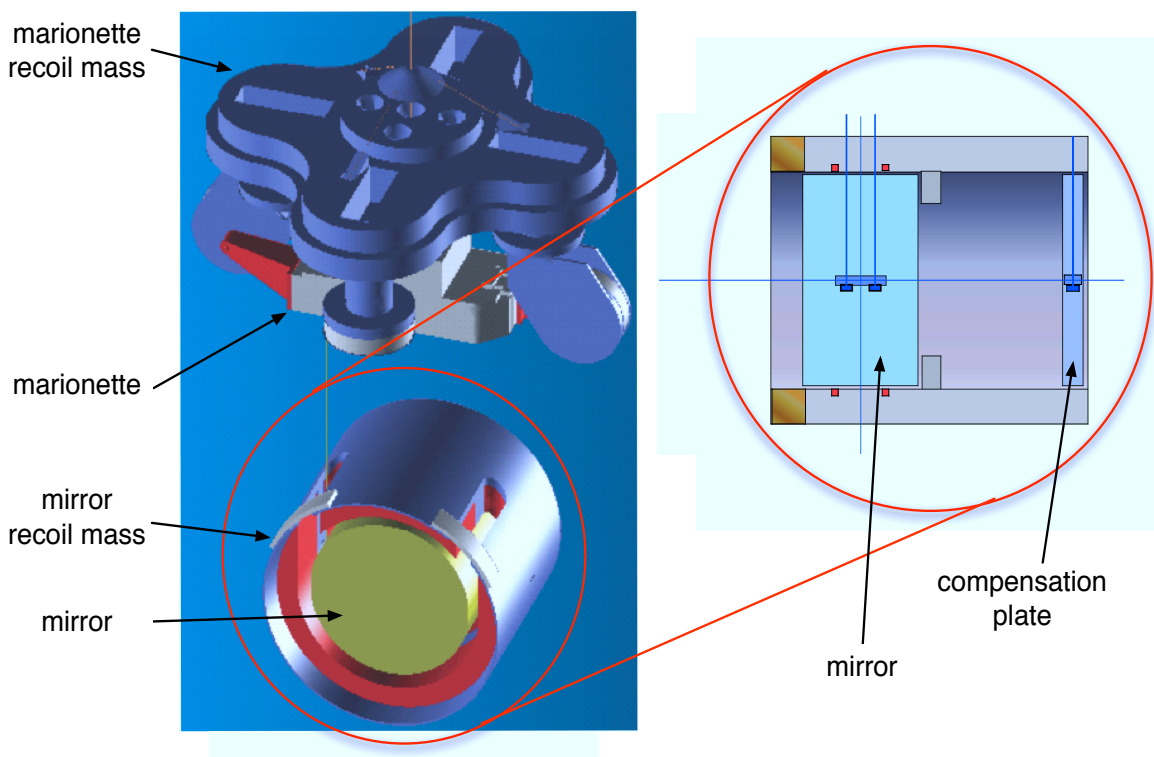 marionette
recoil mass
marionette
mirror
recoil mass
mirror
compensation
plate
mirror